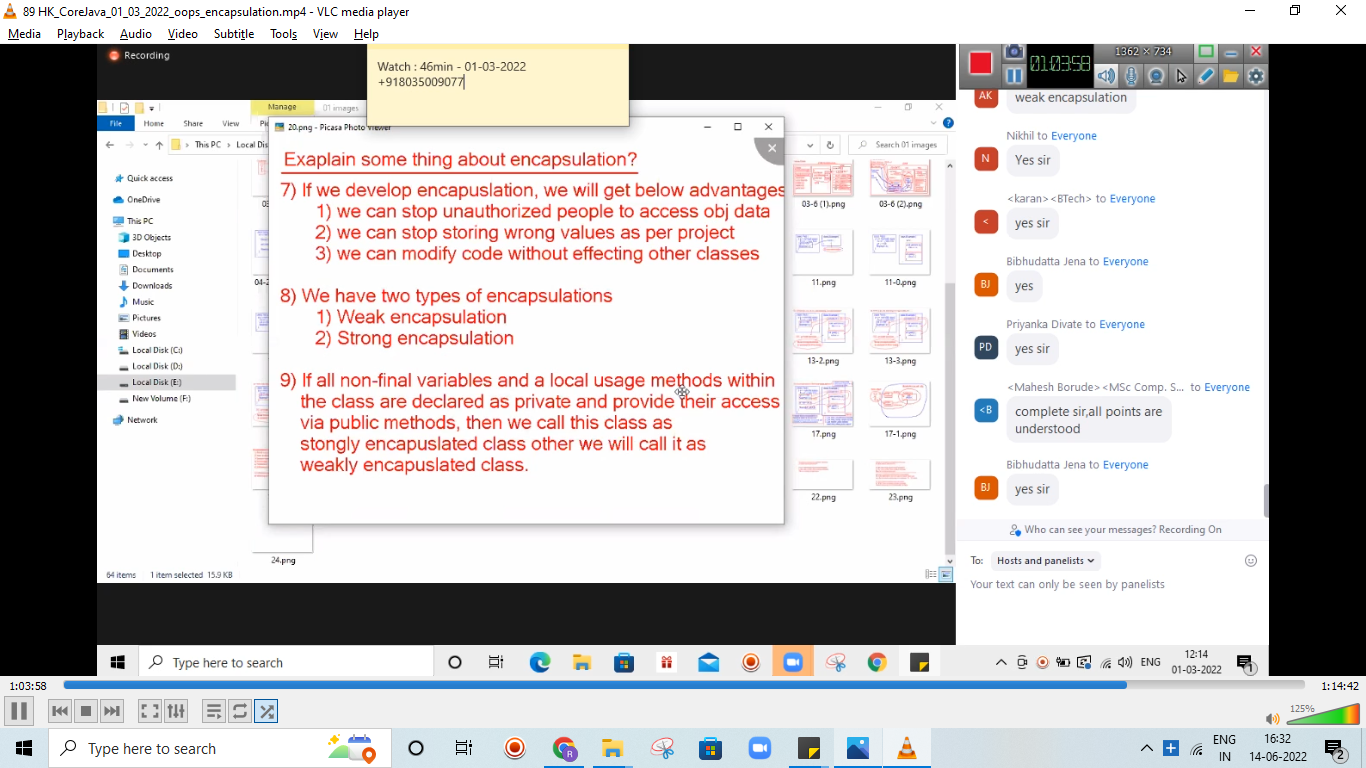 89 HK_CoreJava_01_03_2022_oops_encapsulation.mp4 - VLC media player
Media Playback Audio Video Subtitle Tools View Help
Recording
Watch : 46min - 01-03-2022
+918035009077
1362 × 734
01:03:58
Manage
01 images
File Home Share View
This PC
Search 01 images
20.png - Picasa Photo Viewer
Quick access
OneDrive
This PC
3D Objects
Desktop
Documents
Downloads
Music
Pictures
Videos
Local Disk (C:)
Local Disk (D:)
Local Disk (E:)
New Volume (F:)
Network
Exaplain some thing about encapsulation?
7) If we develop encapuslation, we will get below advantages
1) we can stop unauthorized people to access obj data
2) we can stop storing wrong values as per project
3) we can modify code without effecting other classes
8) We have two types of encapsulations
1) Weak encapsulation
2) Strong encapsulation
9) If all non-final variables and a local usage methods within
the class are declared as private and provide their access
via public methods, then we call this class as
stongly encapuslated class other we will call it as
weakly encapuslated class.
03-6 (1).png 03-6 (2).png
11.png 11-0.png
13-2.png 13-3.png
17.png 17-1.png
22.png 23.png
24.png
64 items 1 item selected 15.9 KB
AK
weak encapsulation
Nikhil to Everyone
N
Yes sir
<karan><BTech> to Everyone
<
yes sir
Bibhudatta Jena to Everyone
BJ
yes
Priyanka Divate to Everyone
PD
yes sir
<Mahesh Borude><MSc Comp. S... to Everyone
<B
complete sir,all points are
understood
Bibhudatta Jena to Everyone
BJ
yes sir
Who can see your messages? Recording On
To: Hosts and panelists
Your text can only be seen by panelists
Type here to search
ENG
12:14
01-03-2022
1
1:03:58
1:14:42
125%
Type here to search
ENG
IN
16:32
14-06-2022
2